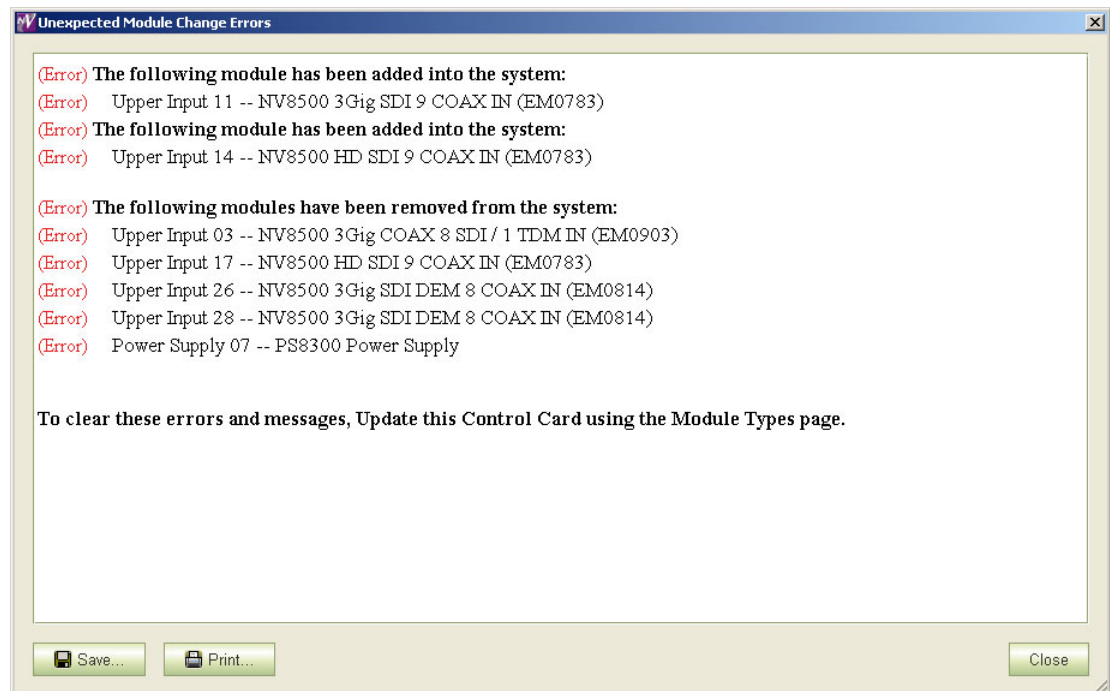 Unexpected Module Change Errors
(Error) The following module has been added into the system:
(Error) Upper Input 11 -- NV8500 3Gig SDI 9 COAX IN (EM0783)
(Error) The following module has been added into the system:
(Error) Upper Input 14 -- NV8500 HD SDI 9 COAX IN (EM0783)
(Error) The following modules have been removed from the system:
(Error) Upper Input 03 -- NV8500 3Gig COAX 8 SDI / 1 TDM IN (EM0903)
(Error) Upper Input 17 -- NV8500 HD SDI 9 COAX IN (EM0783)
(Error) Upper Input 26 -- NV8500 3Gig SDI DEM 8 COAX IN (EM0814)
(Error) Upper Input 28 -- NV8500 3Gig SDI DEM 8 COAX IN (EM0814)
(Error) Power Supply 07 -- PS8300 Power Supply
To clear these errors and messages, Update this Control Card using the Module Types page.
Save... Print... Close